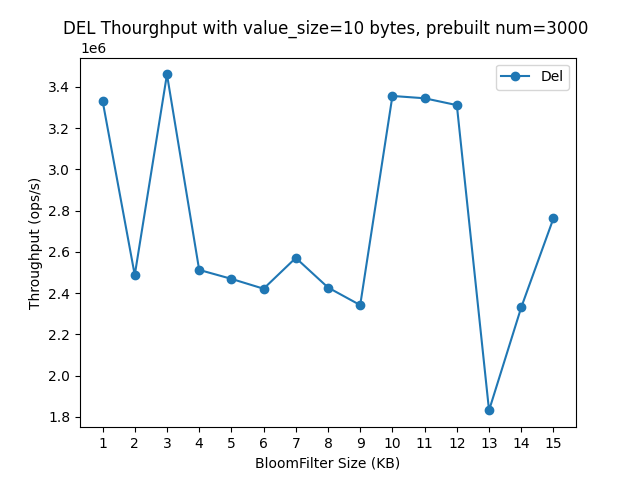 DEL Thourghput with value_size=10 bytes, prebuilt num=3000
1e6
Del
3.4
3.2
3.0
2.8
2.6
2.4
2.2
2.0
1.8
Throughput (ops/s)
1 2 3 4 5 6 7 8 9 10 11 12 13 14 15
BloomFilter Size (KB)